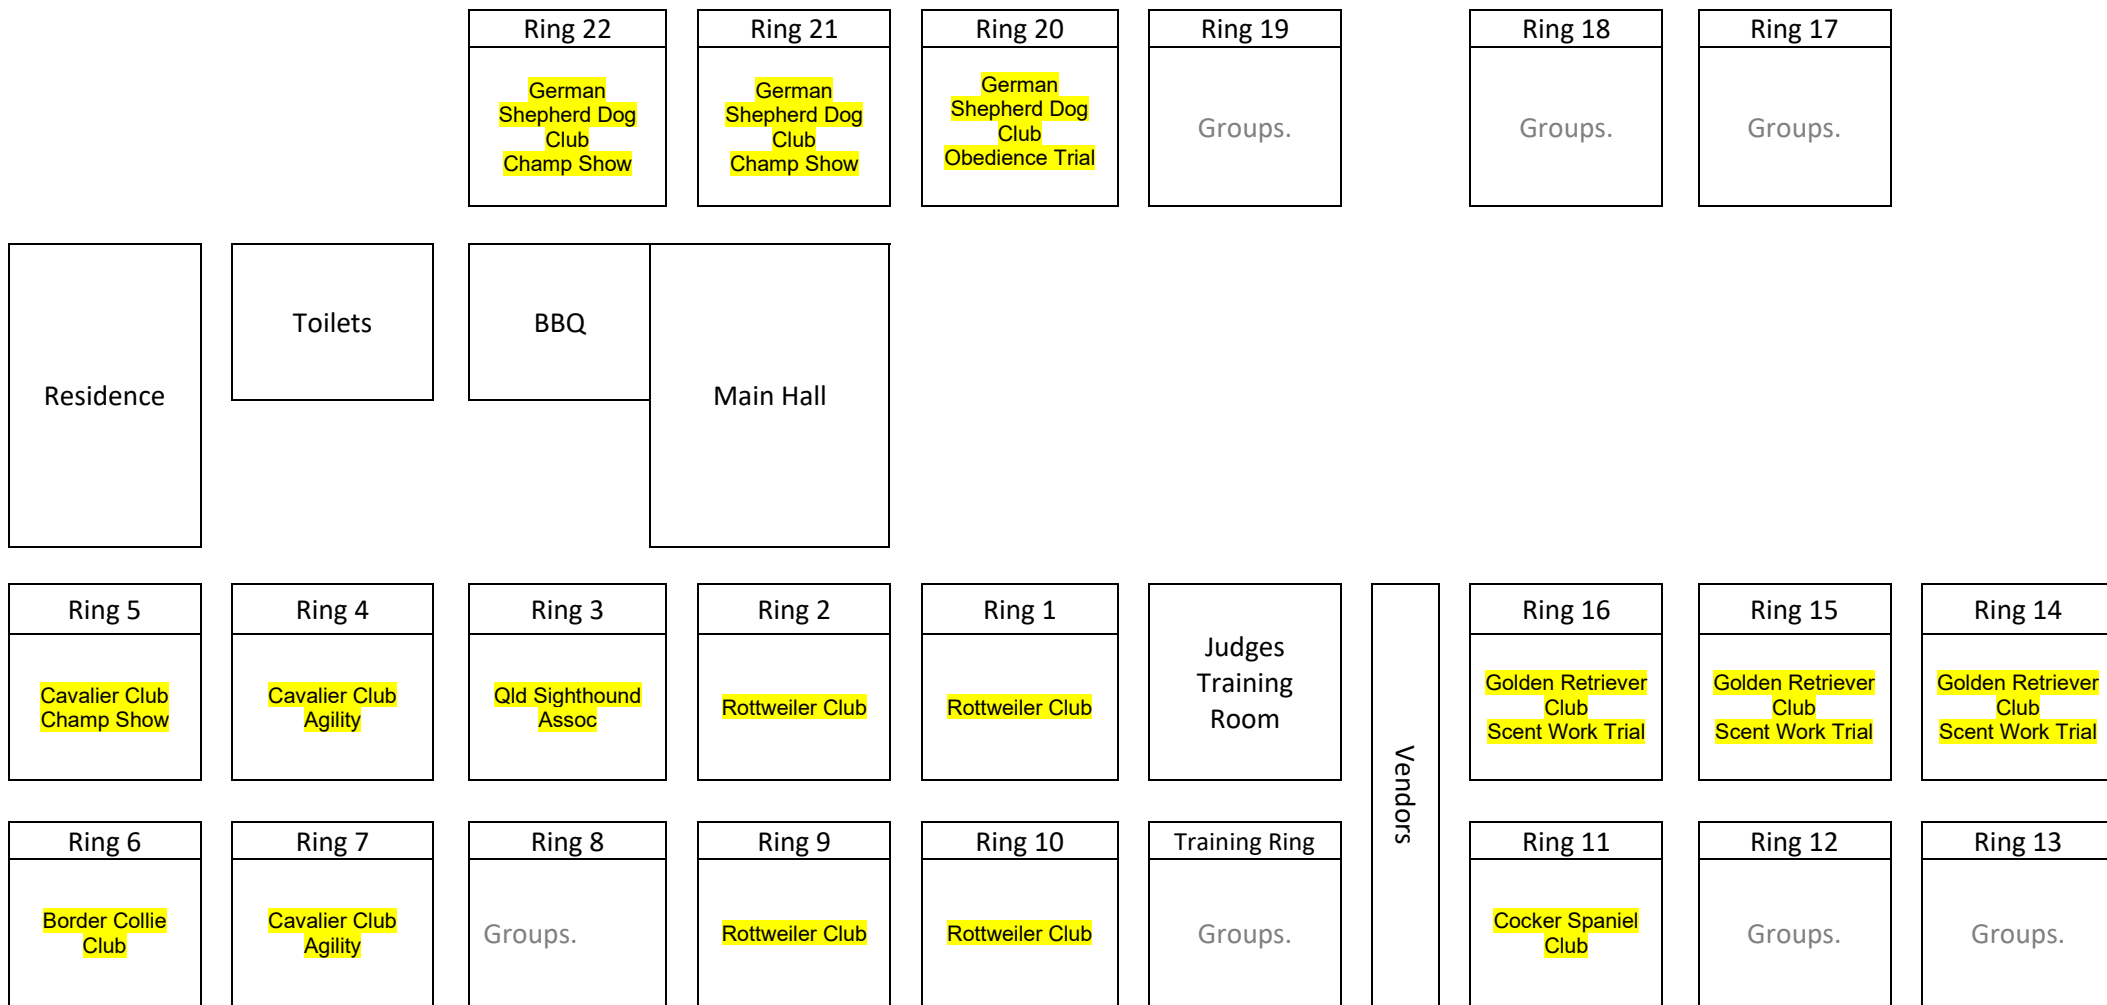 Ring 22
German
Shepherd Dog
Club
Champ Show
Ring 21
German
Shepherd Dog
Club
Champ Show
Ring 20
German
Shepherd Dog
Club
Obedience Trial
Ring 19
Groups.
Ring 18
Groups.
Ring 17
Groups.
Residence
Toilets
BBQ
Main Hall
Ring 5
Cavalier Club
Champ Show
Ring 4
Cavalier Club
Agility
Ring 3
Qld Sighthound
Assoc
Ring 2
Rottweiler Club
Ring 1
Rottweiler Club
Judges
Training
Room
Vendors
Ring 16
Golden Retriever
Club
Scent Work Trial
Ring 15
Golden Retriever
Club
Scent Work Trial
Ring 14
Golden Retriever
Club
Scent Work Trial
Ring 6
Border Collie
Club
Ring 7
Cavalier Club
Agility
Ring 8
Groups.
Ring 9
Rottweiler Club
Ring 10
Rottweiler Club
Training Ring
Groups.
Ring 11
Cocker Spaniel
Club
Ring 12
Groups.
Ring 13
Groups.